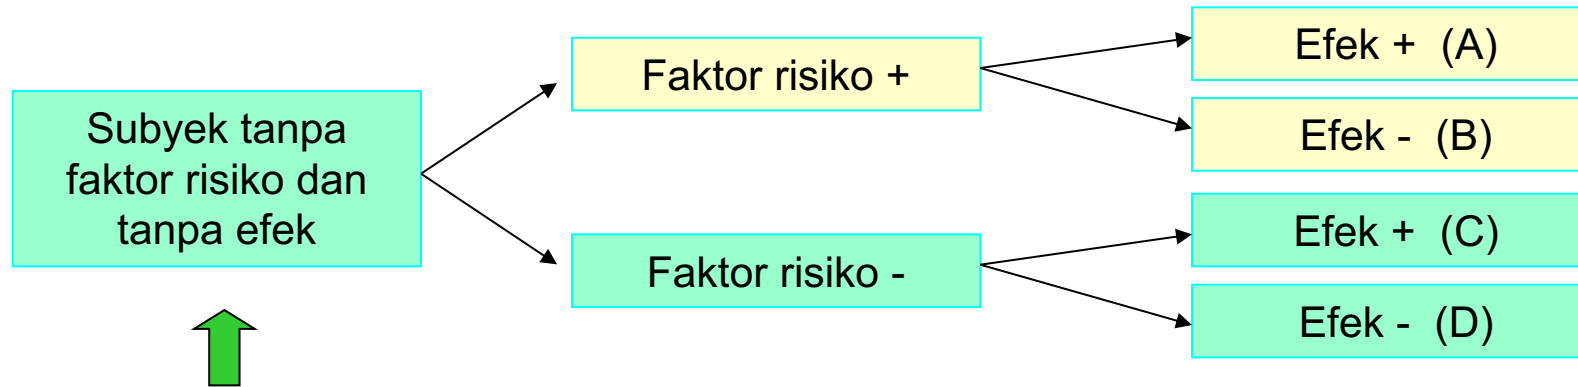 Subyek tanpa
faktor risiko dan
tanpa efek
Faktor risiko +
Faktor risiko -
Efek + (A)
Efek - (B)
Efek + (C)
Efek - (D)